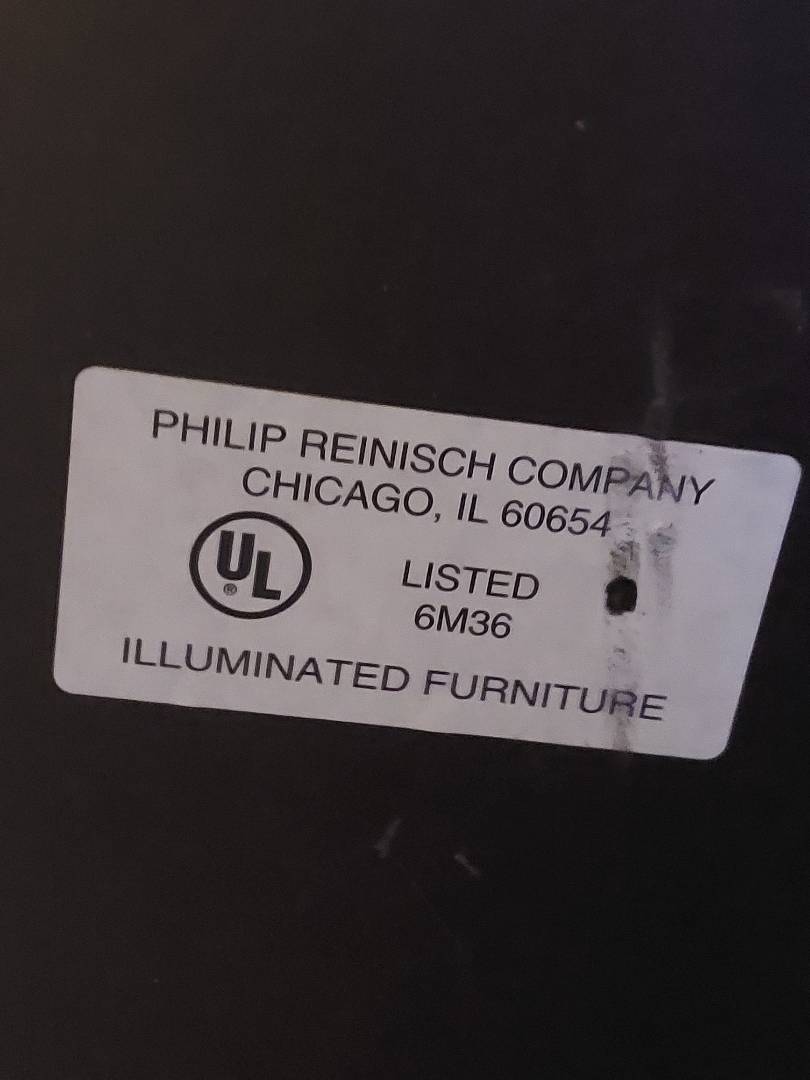 PHILIP REINISCH COMPANY
CHICAGO, IL 60654
UL ®
LISTED
6M36
ILLUMINATED FURNITURE